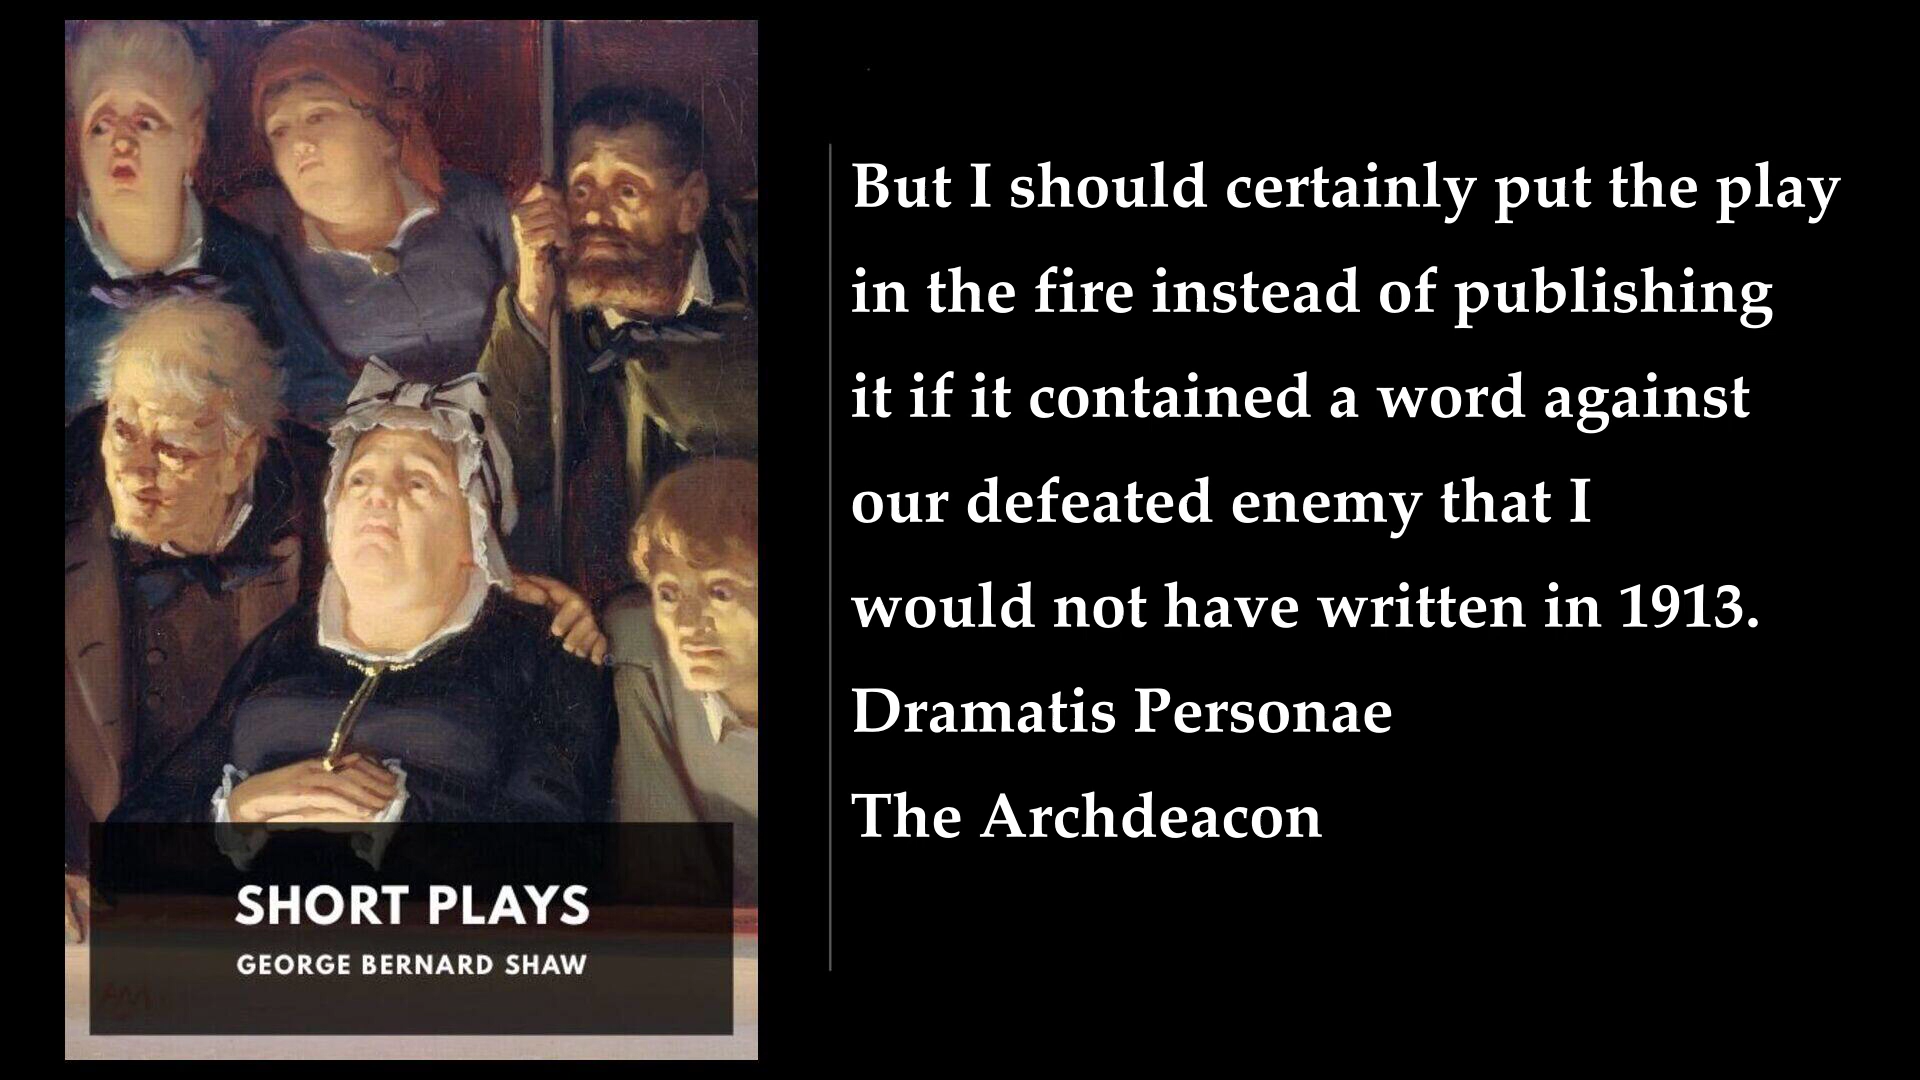 But I should certainly put the play
in the fire instead of publishing
it if it contained a word against
our defeated enemy that I
would not have written in 1913.
Dramatis Personae
The Archdeacon
SHORT PLAYS
GEORGE BERNARD SHAW